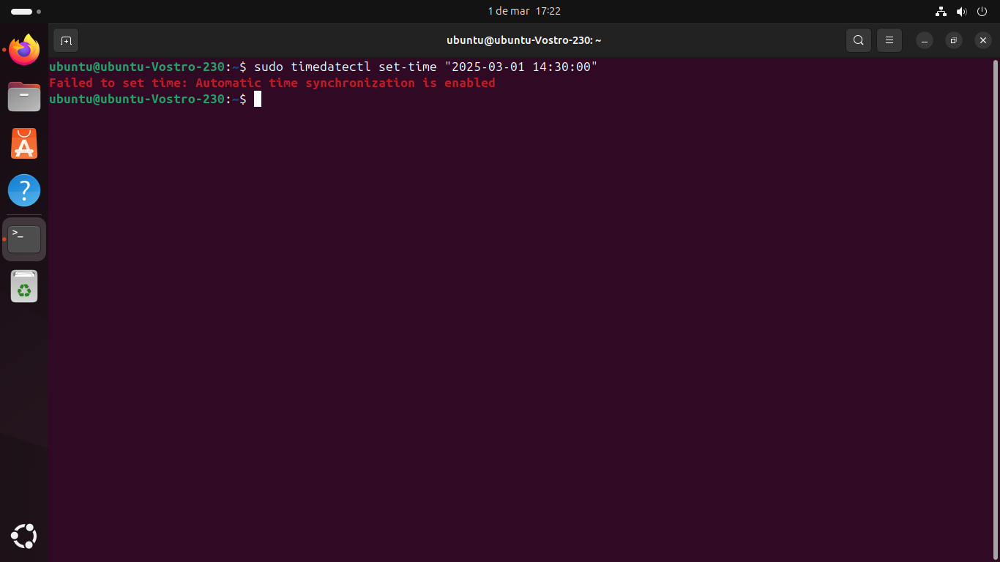 1 de mar 17:22
ubuntu@ubuntu-Vostro-230: ~
ubuntu@ubuntu-Vostro-230:~$ sudo timedatectl set-time "2025-03-01 14:30:00"
Failed to set time: Automatic time synchronization is enabled
ubuntu@ubuntu-Vostro-230:~$